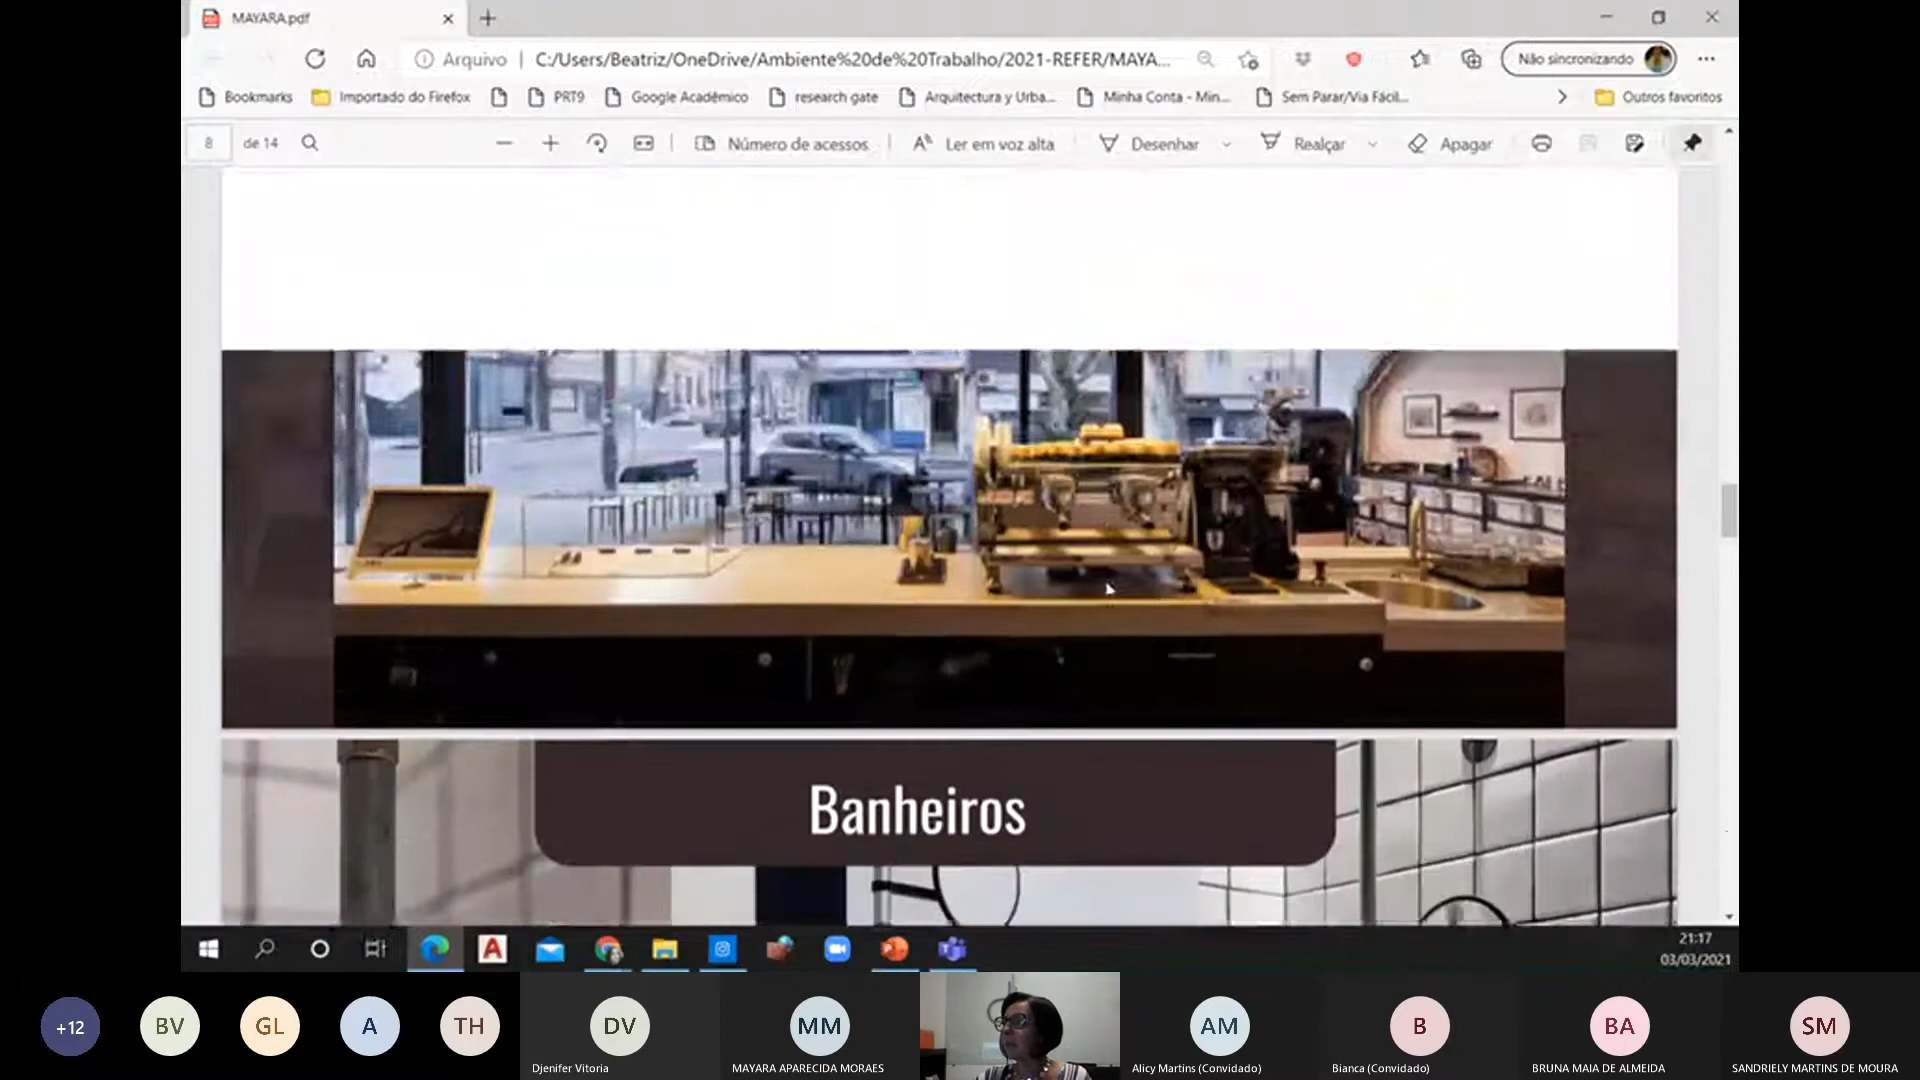 MAYARA.pdf
Arquivo | C:/Users/Beatriz/OneDrive/Ambiente%20de%20Trabalho/2021-REFER/MAYA...
Não sincronizando
Bookmarks Importado do Firefox PRT9 Google Acadêmico research gate Arquitectura y Urba... Minha Conta - Min... Sem Parar/Via Fácil... Outros favoritos
8 de 14 Número de acessos Ler em voz alta Desenhar Realçar Apagar
Banheiros
21:17
03/03/2021
+12 BV GL A TH DV MM AM B BA SM
Djenifer Vitoria MAYARA APARECIDA MORAES Alicy Martins (Convidado) Bianca (Convidado) BRUNA MAIA DE ALMEIDA SANDRIELY MARTINS DE MOURA